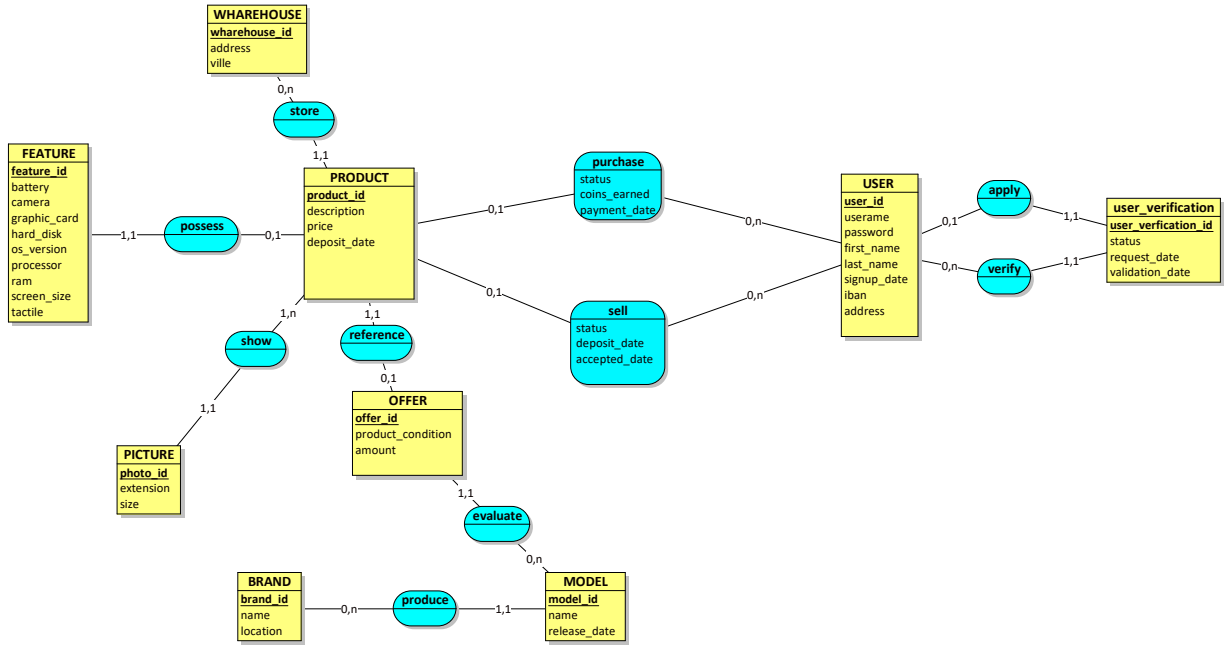 WHAREHOUSE
wharehouse_id
address
ville
0,n
store
1,1
FEATURE
feature_id
battery
camera
graphic_card
hard_disk
os_version
processor
ram
screen_size
tactile
1,1
possess
0,1
PRODUCT
product_id
description
price
deposit_date
0,1
purchase
status
coins_earned
payment_date
0,n
0,1
sell
status
deposit_date
accepted_date
0,n
USER
user_id
userame
password
first_name
last_name
signup_date
iban
address
0,1
apply
1,1
0,n
verify
1,1
user_verification
user_verfication_id
status
request_date
validation_date
1,n
show
1,1
PICTURE
photo_id
extension
size
1,1
reference
0,1
OFFER
offer_id
product_condition
amount
1,1
evaluate
0,n
BRAND
brand_id
name
location
0,n
produce
1,1
MODEL
model_id
name
release_date